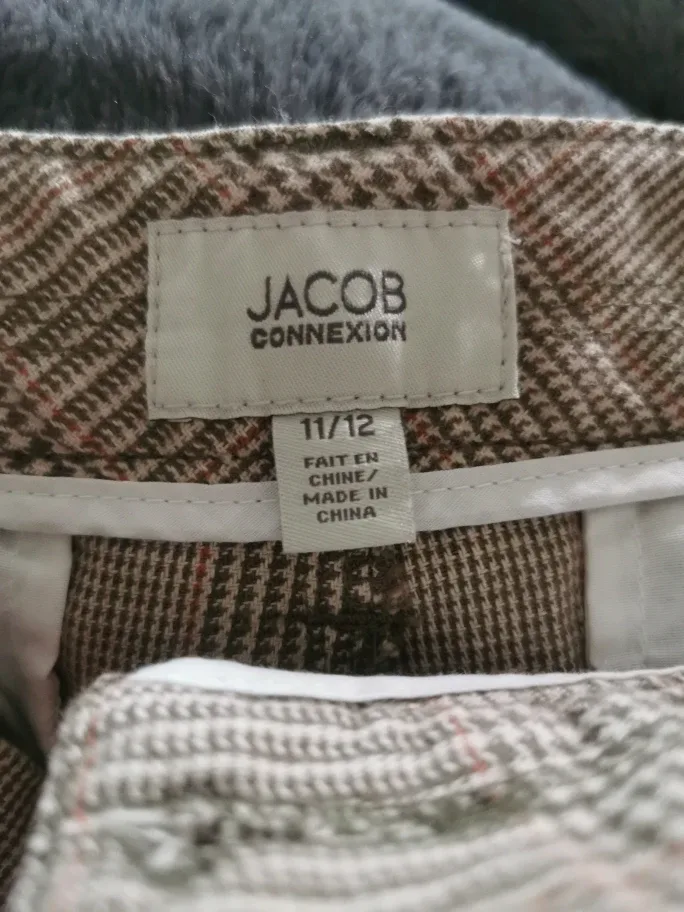 JACOB
CONNEXION
11/12
FAIT EN
CHINE/
MADE IN
CHINA